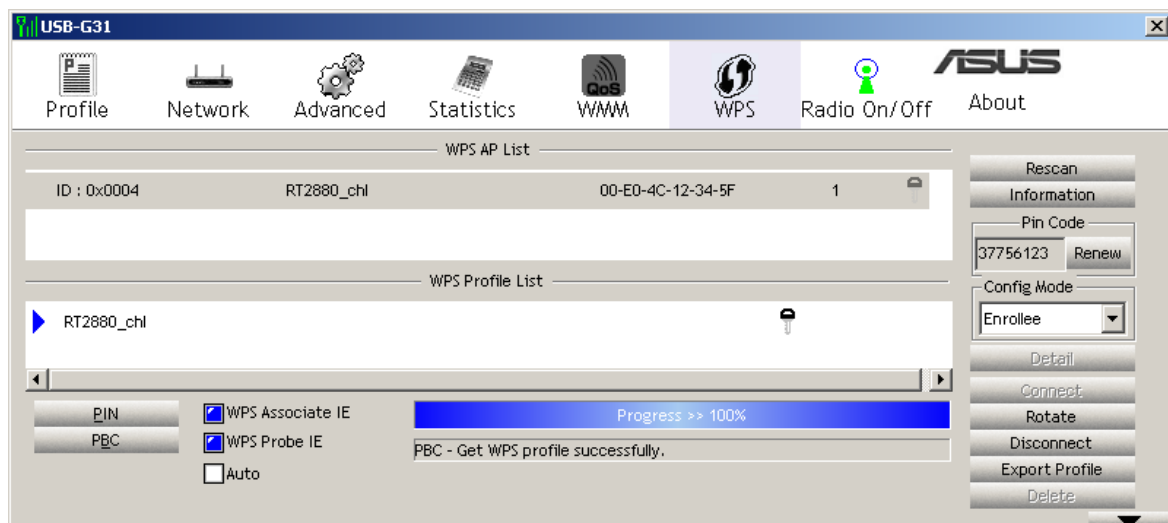 USB-G31
Profile Network Advanced Statistics QoS WMM WPS Radio On/Off ASUS About
WPS AP List
ID : 0x0004 RT2880_chl 00-E0-4C-12-34-5F 1
WPS Profile List
RT2880_chl
PIN
PBC
WPS Associate IE
WPS Probe IE
Auto
Progress >> 100%
PBC - Get WPS profile successfully.
Rescan
Information
Pin Code
37756123 Renew
Config Mode
Enrollee
Detail
Connect
Rotate
Disconnect
Export Profile
Delete